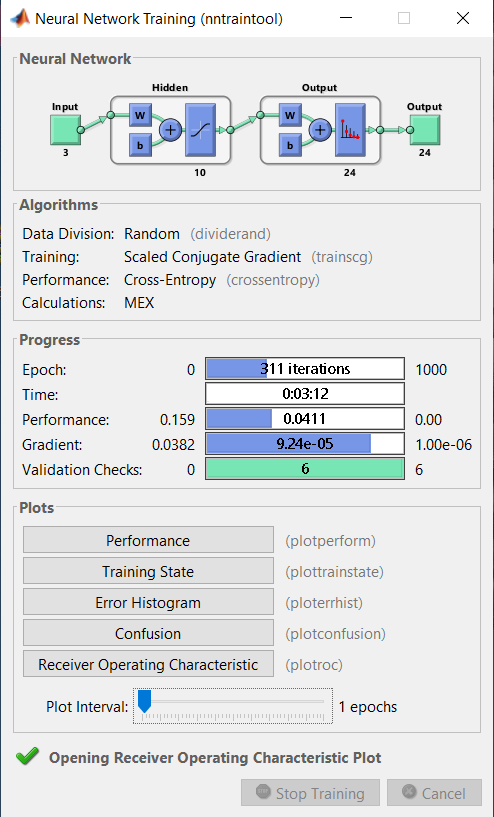 Neural Network Training (nntraintool)
Neural Network
Hidden Output
Input Output
W W
b b
+ +
3 24
10 24
Algorithms
Data Division: Random (dividerand)
Training: Scaled Conjugate Gradient (trainscg)
Performance: Cross-Entropy (crossentropy)
Calculations: MEX
Progress
Epoch: 0 311 iterations 1000
Time: 0:03:12
Performance: 0.159 0.0411 0.00
Gradient: 0.0382 9.24e-05 1.00e-06
Validation Checks: 0 6 6
Plots
Performance (plotperform)
Training State (plottrainstate)
Error Histogram (ploterrhist)
Confusion (plotconfusion)
Receiver Operating Characteristic (plotroc)
Plot Interval: 1 epochs
Opening Receiver Operating Characteristic Plot
Stop Training Cancel